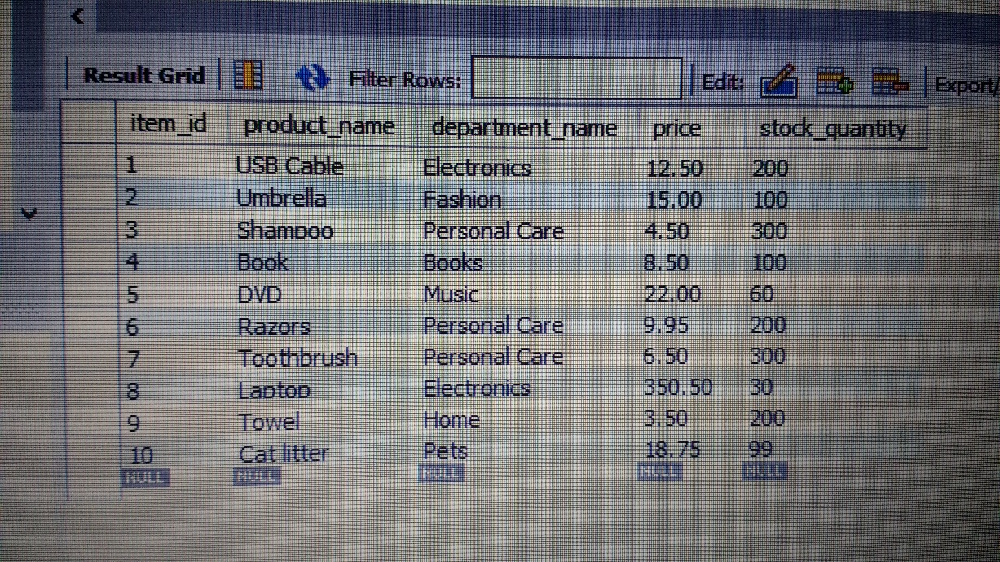 Result Grid Filter Rows: Edit: Export/
item_id product_name department_name price stock_quantity
1 USB Cable Electronics 12.50 200
2 Umbrella Fashion 15.00 100
3 Shampoo Personal Care 4.50 300
4 Book Books 8.50 100
5 DVD Music 22.00 60
6 Razors Personal Care 9.95 200
7 Toothbrush Personal Care 6.50 300
8 Laptop Electronics 350.50 30
9 Towel Home 3.50 200
10 Cat litter Pets 18.75 99
NULL NULL NULL NULL NULL